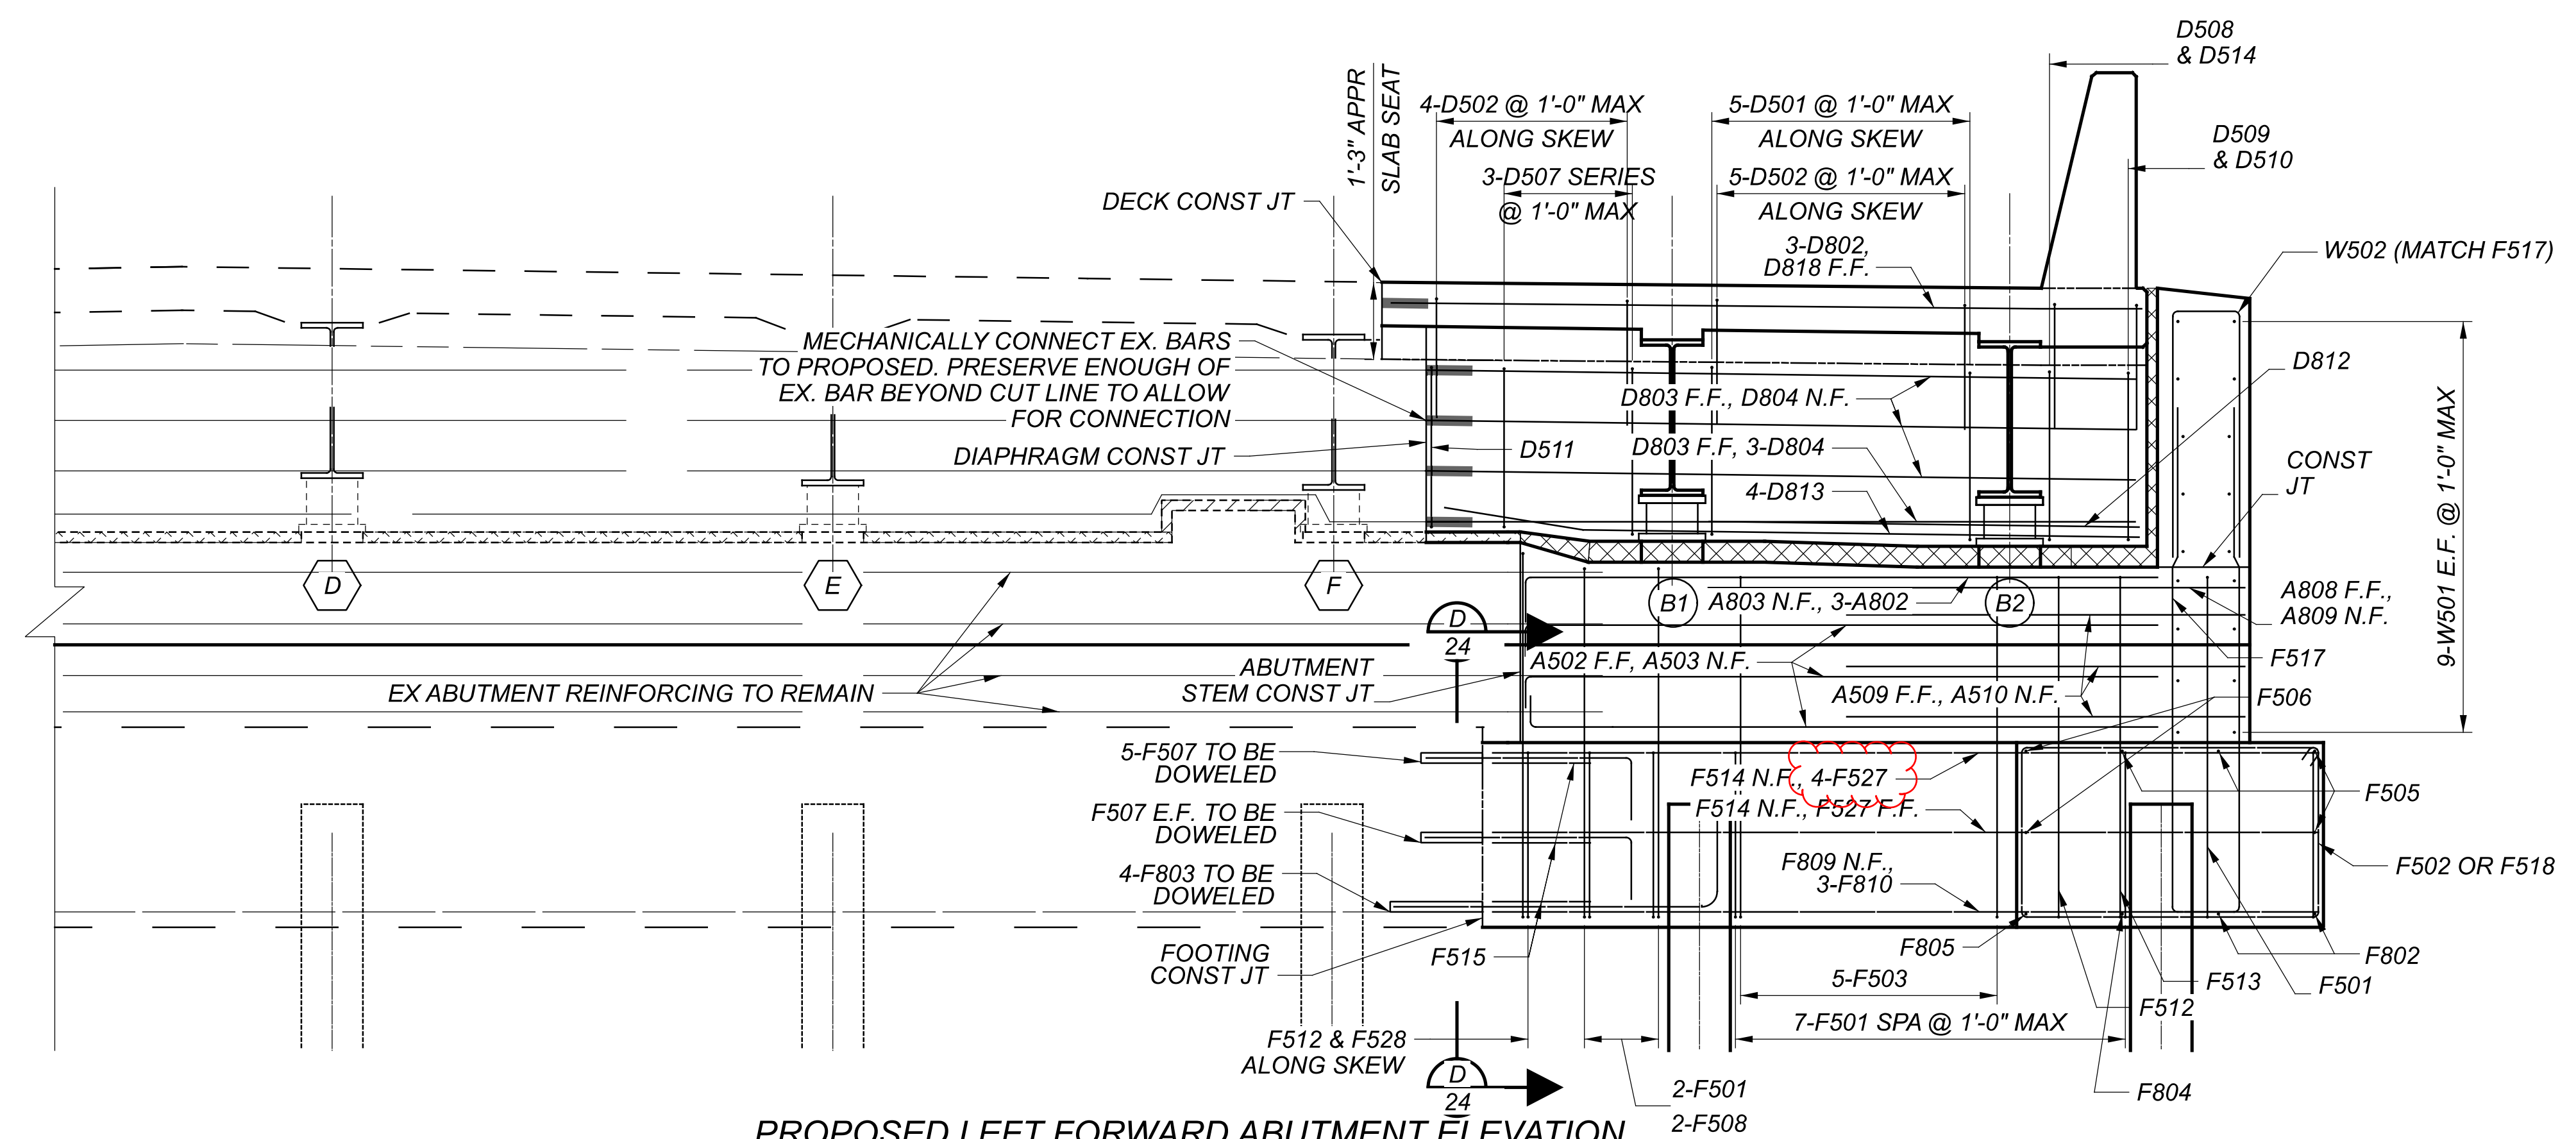 D508
& D514
1'-3" APPR
SLAB SEAT
4-D502 @ 1'-0" MAX
ALONG SKEW
5-D501 @ 1'-0" MAX
ALONG SKEW
D509
& D510
3-D507 SERIES
@ 1'-0" MAX
5-D502 @ 1'-0" MAX
ALONG SKEW
DECK CONST JT
3-D802,
D818 F.F.
W502 (MATCH F517)
MECHANICALLY CONNECT EX. BARS
TO PROPOSED. PRESERVE ENOUGH OF
EX. BAR BEYOND CUT LINE TO ALLOW
FOR CONNECTION
D812
D803 F.F., D804 N.F.
DIAPHRAGM CONST JT
D511
D803 F.F, 3-D804
4-D813
CONST
JT
9-W501 E.F. @ 1'-0" MAX
D
E
F
B1
A803 N.F., 3-A802
B2
A808 F.F.,
A809 N.F.
D
24
F517
ABUTMENT
STEM CONST JT
A502 F.F, A503 N.F.
EX ABUTMENT REINFORCING TO REMAIN
A509 F.F., A510 N.F.
F506
5-F507 TO BE
DOWELED
F514 N.F., 4-F527
F505
F507 E.F. TO BE
DOWELED
F514 N.F., F527 F.F.
4-F803 TO BE
DOWELED
F809 N.F.,
3-F810
F502 OR F518
FOOTING
CONST JT
F515
F805
F802
5-F503
F513
F501
F512
F512 & F528
ALONG SKEW
7-F501 SPA @ 1'-0" MAX
D
24
2-F501
2-F508
F804
PROPOSED LEFT FORWARD ABUTMENT ELEVATION